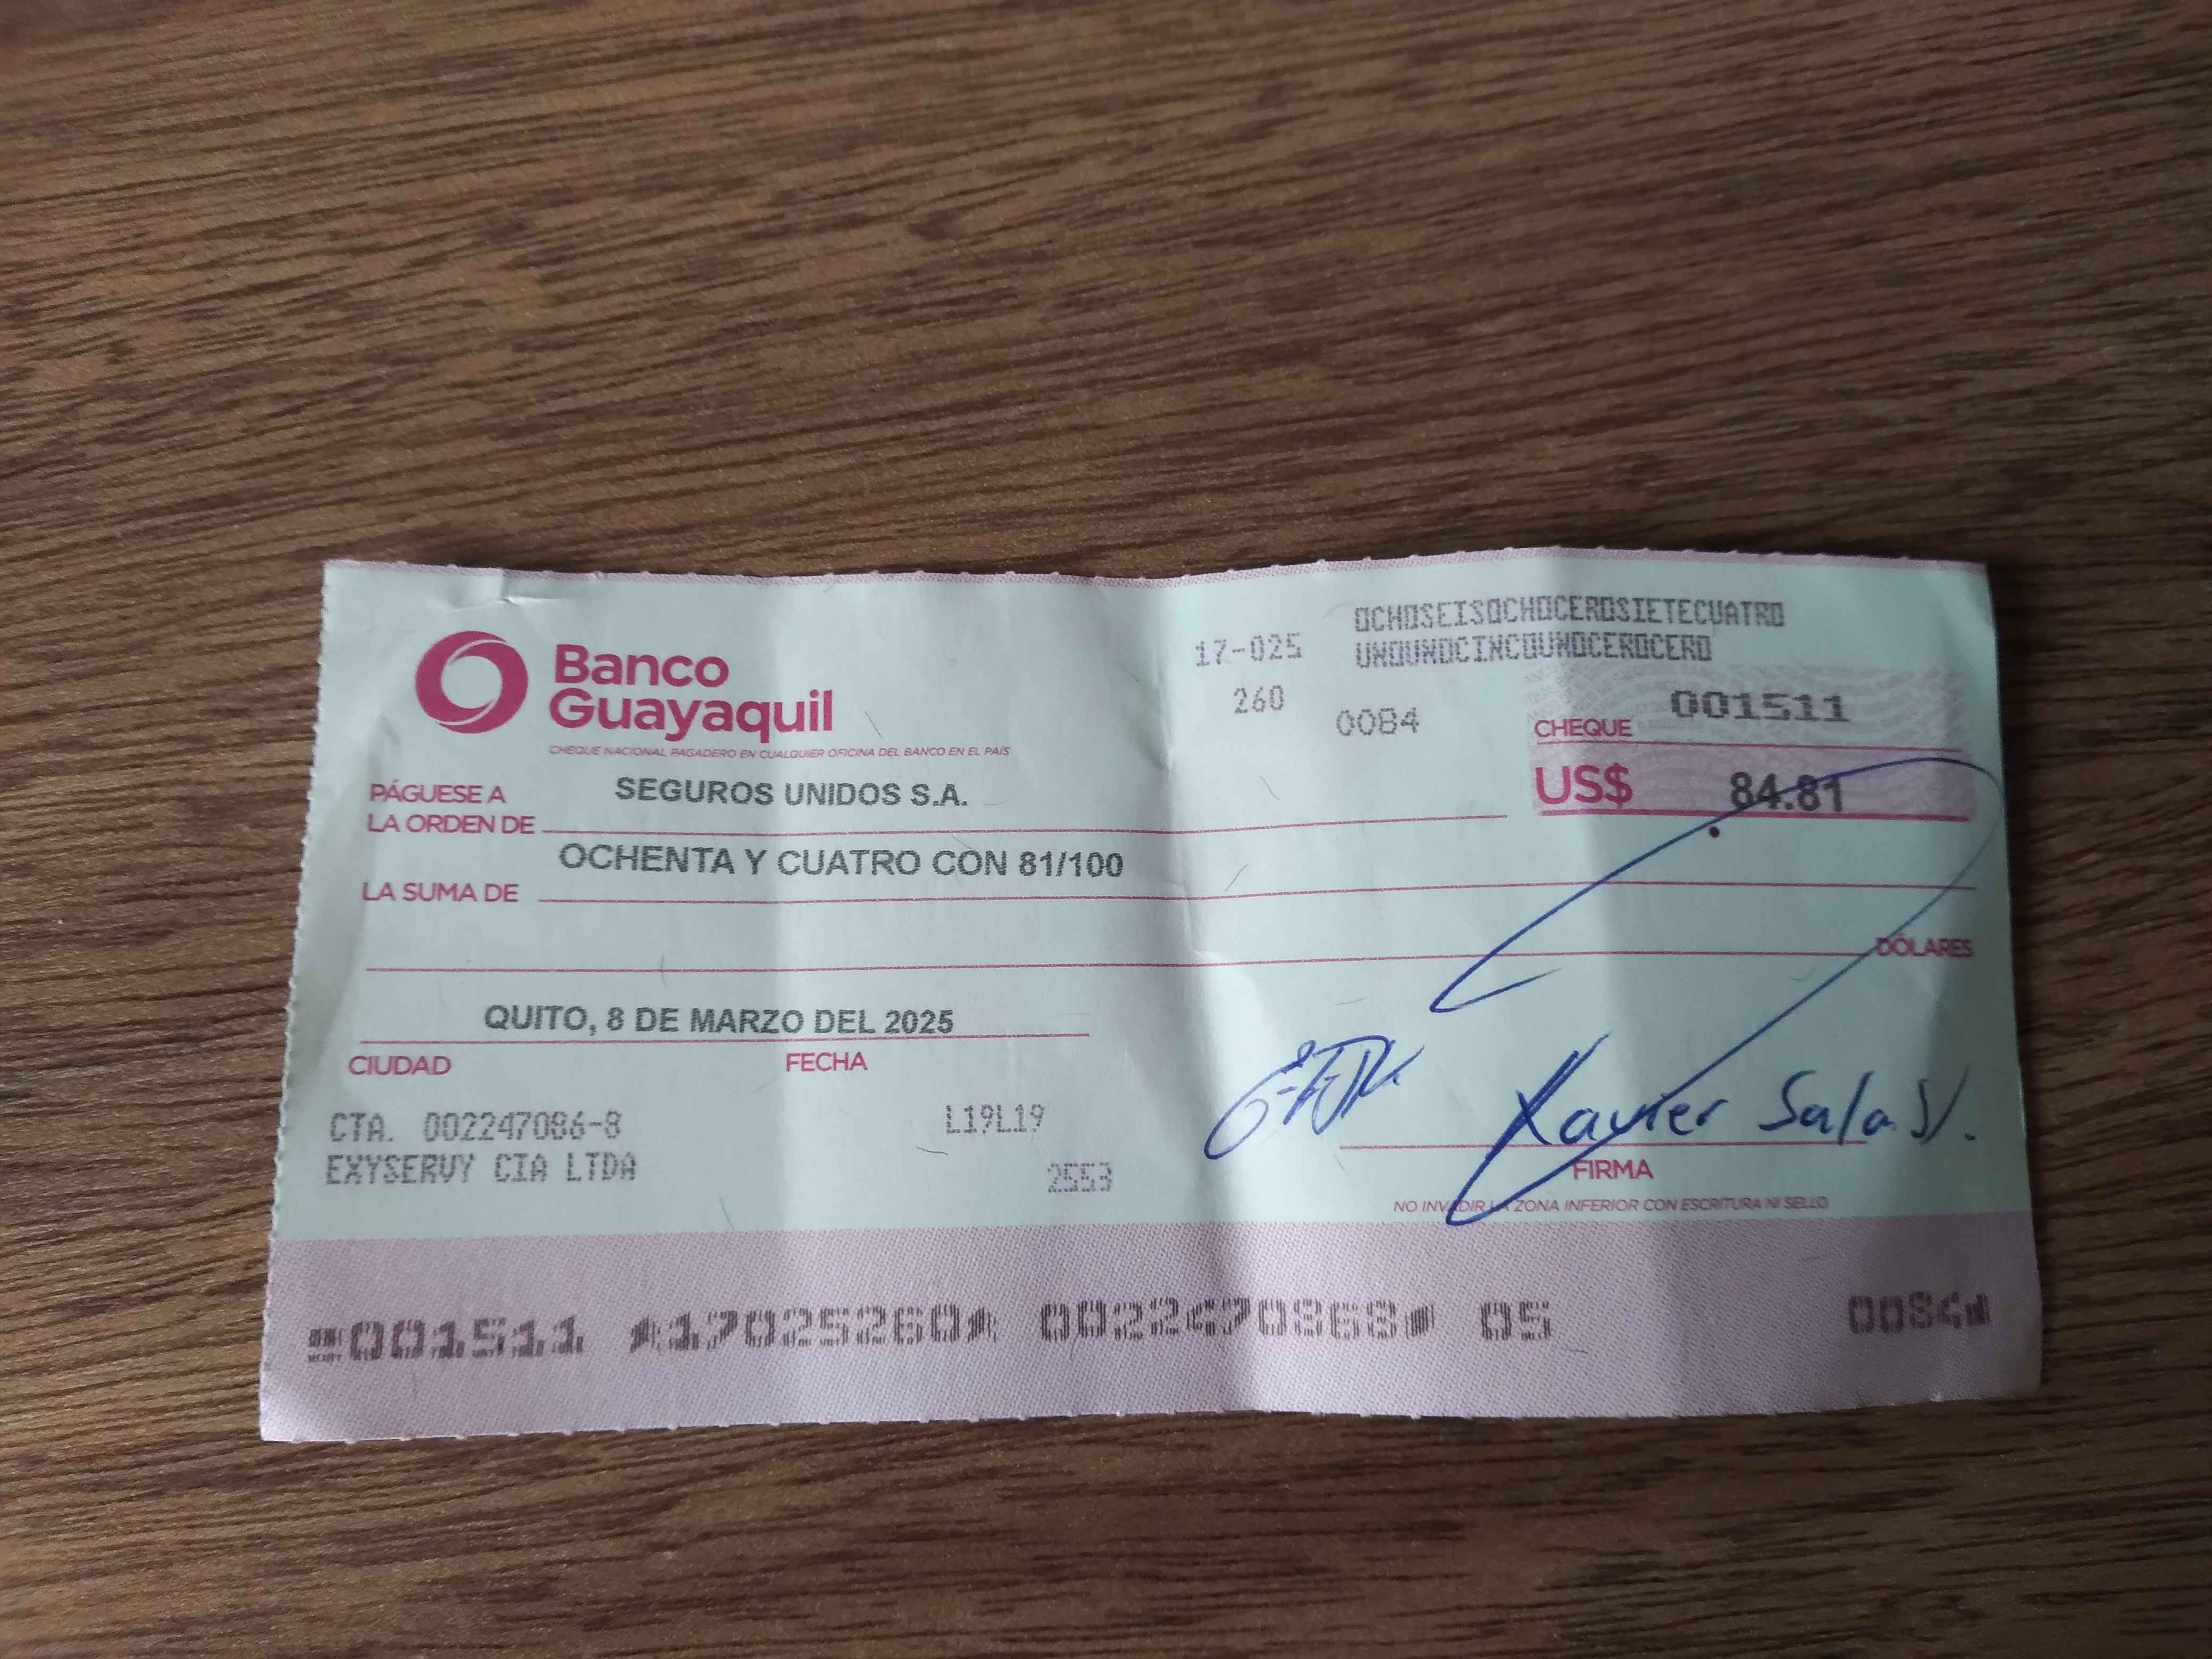 Banco
Guayaquil
CHEQUE NACIONAL PAGADERO EN CUALQUIER OFICINA DEL BANCO EN EL PAÍS
17-025
260
0084
OCHOSEISOCHOCEROSIETECUATRO
UNOUNOCINCOUNOCEROCERO
CHEQUE 001511
PÁGUESE A
LA ORDEN DE SEGUROS UNIDOS S.A.
US$ 84.81
LA SUMA DE OCHENTA Y CUATRO CON 81/100
DÓLARES
QUITO, 8 DE MARZO DEL 2025
CIUDAD FECHA
CTA. 002247086-8 L19L19
EXYSERVY CIA LTDA 2553
Xavier Salas V.
FIRMA
NO INVADIR LA ZONA INFERIOR CON ESCRITURA NI SELLO
001511 17025260 0022470868 05 0084